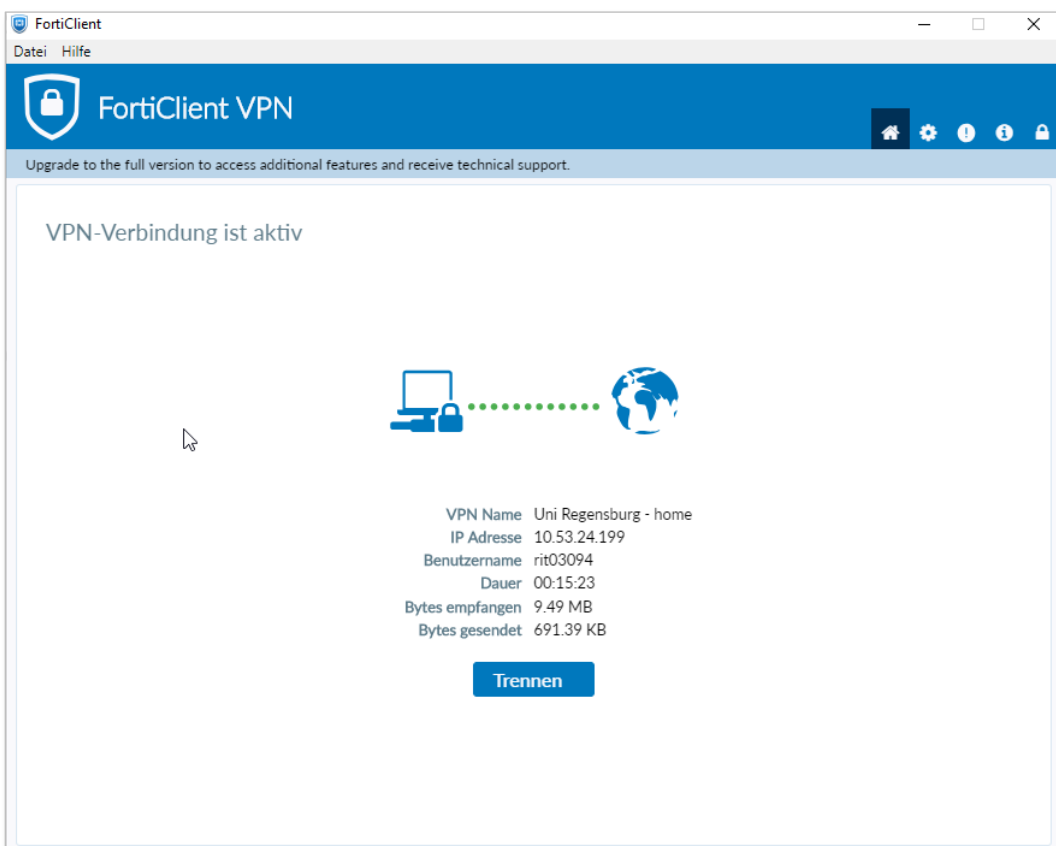 FortiClient
Datei Hilfe
FortiClient VPN
Upgrade to the full version to access additional features and receive technical support.
VPN-Verbindung ist aktiv
VPN Name Uni Regensburg - home
IP Adresse 10.53.24.199
Benutzername rit03094
Dauer 00:15:23
Bytes empfangen 9.49 MB
Bytes gesendet 691.39 KB
Trennen